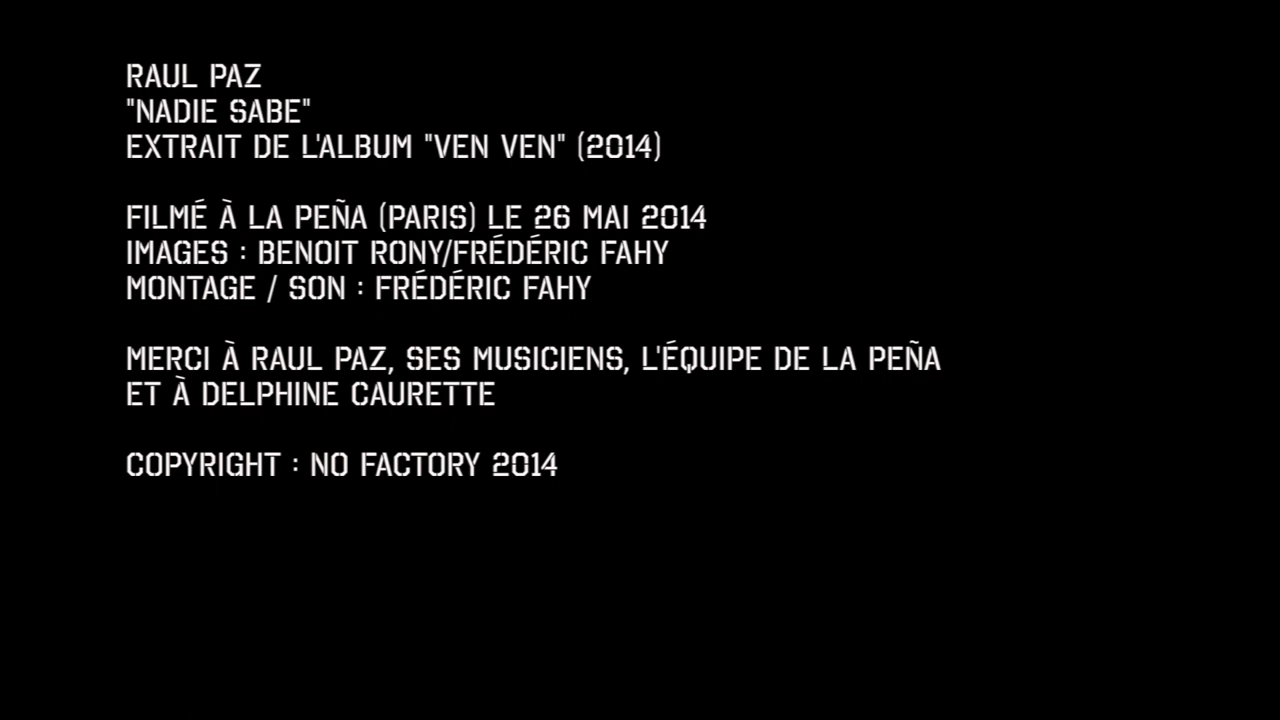 RAUL PAZ
"NADIE SABE"
EXTRAIT DE L'ALBUM "VEN VEN" (2014)
FILMÉ À LA PEÑA (PARIS) LE 26 MAI 2014
IMAGES : BENOIT RONY/FRÉDÉRIC FAHY
MONTAGE / SON : FRÉDÉRIC FAHY
MERCI À RAUL PAZ, SES MUSICIENS, L'ÉQUIPE DE LA PEÑA
ET À DELPHINE CAURETTE
COPYRIGHT : NO FACTORY 2014